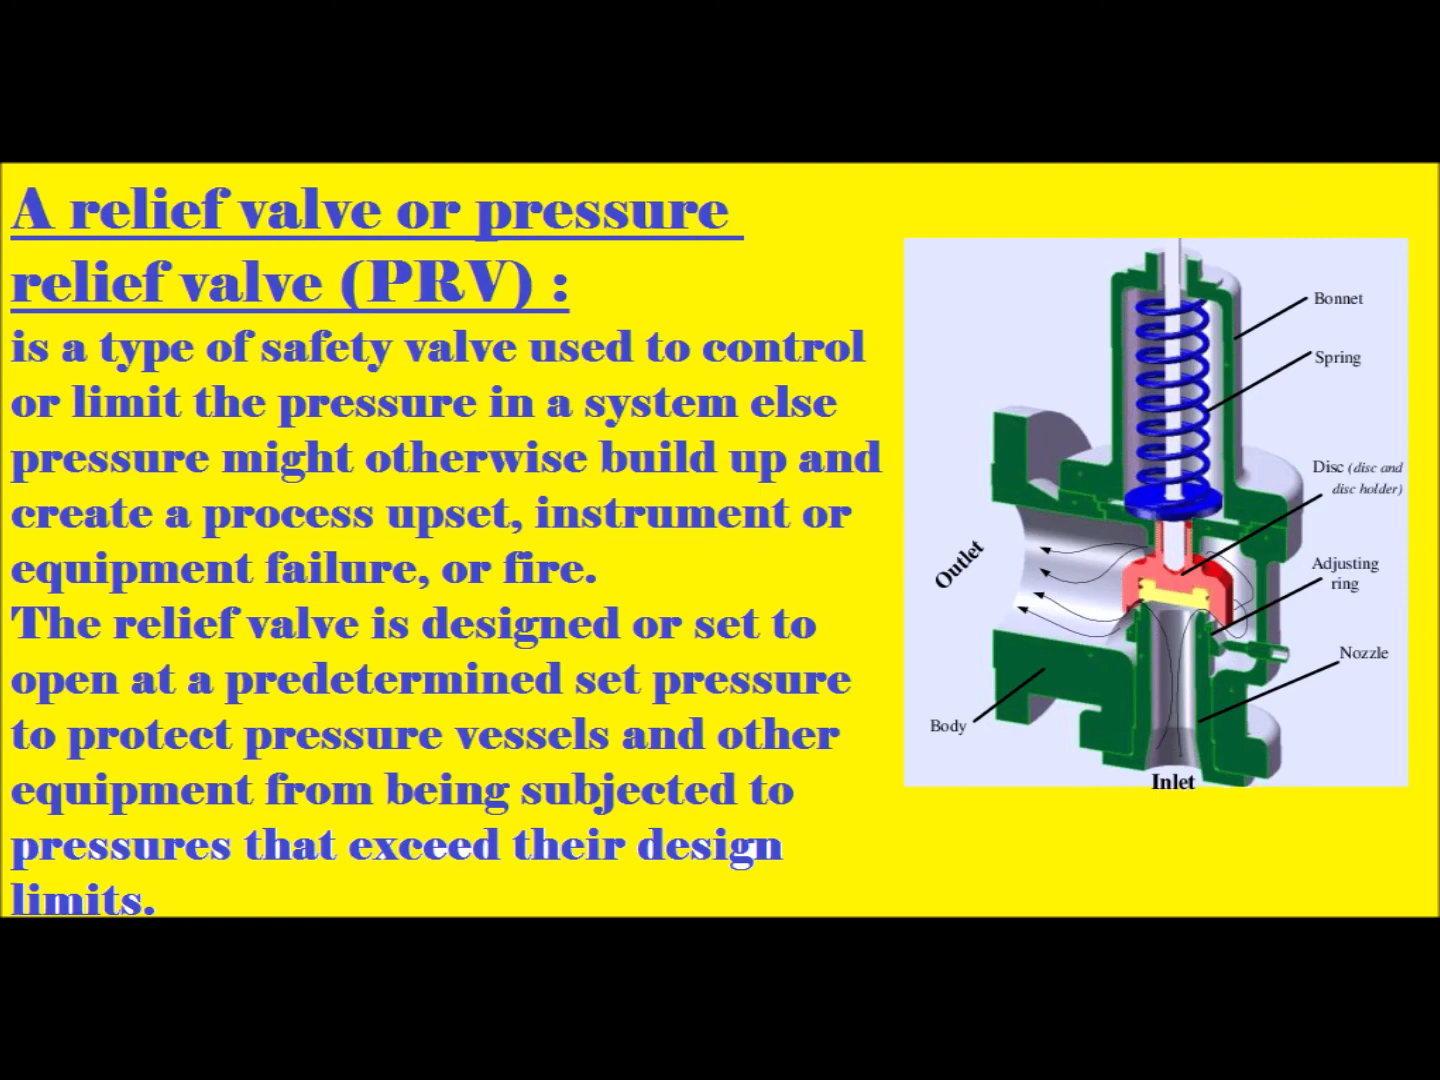 A relief valve or pressure
relief valve (PRV) :
is a type of safety valve used to control
or limit the pressure in a system else
pressure might otherwise build up and
create a process upset, instrument or
equipment failure, or fire.
The relief valve is designed or set to
open at a predetermined set pressure
to protect pressure vessels and other
equipment from being subjected to
pressures that exceed their design
limits.
Bonnet
Spring
Disc (disc and
disc holder)
Outlet
Adjusting
ring
Nozzle
Body
Inlet